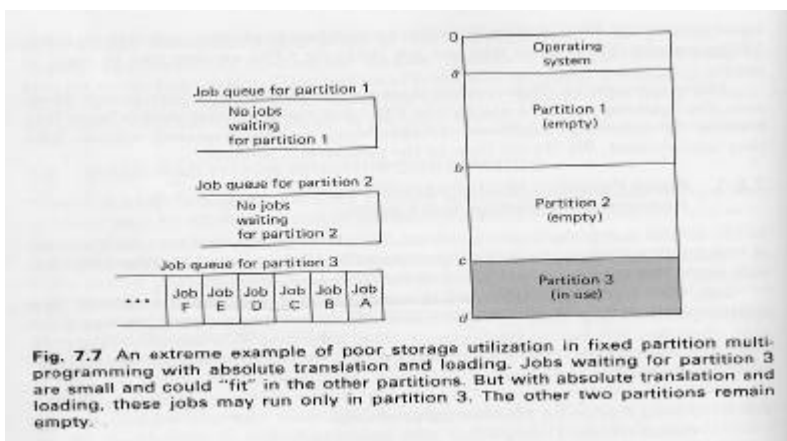 0
Operating
system
a
Job queue for partition 1
No jobs
waiting
for partition 1
Partition 1
(empty)
b
Job queue for partition 2
No jobs
waiting
for partition 2
Partition 2
(empty)
c
Job queue for partition 3
... Job Job Job Job Job Job
F E D C B A
Partition 3
(in use)
d
Fig. 7.7 An extreme example of poor storage utilization in fixed partition multi-
programming with absolute translation and loading. Jobs waiting for partition 3
are small and could "fit" in the other partitions. But with absolute translation and
loading, these jobs may run only in partition 3. The other two partitions remain
empty.